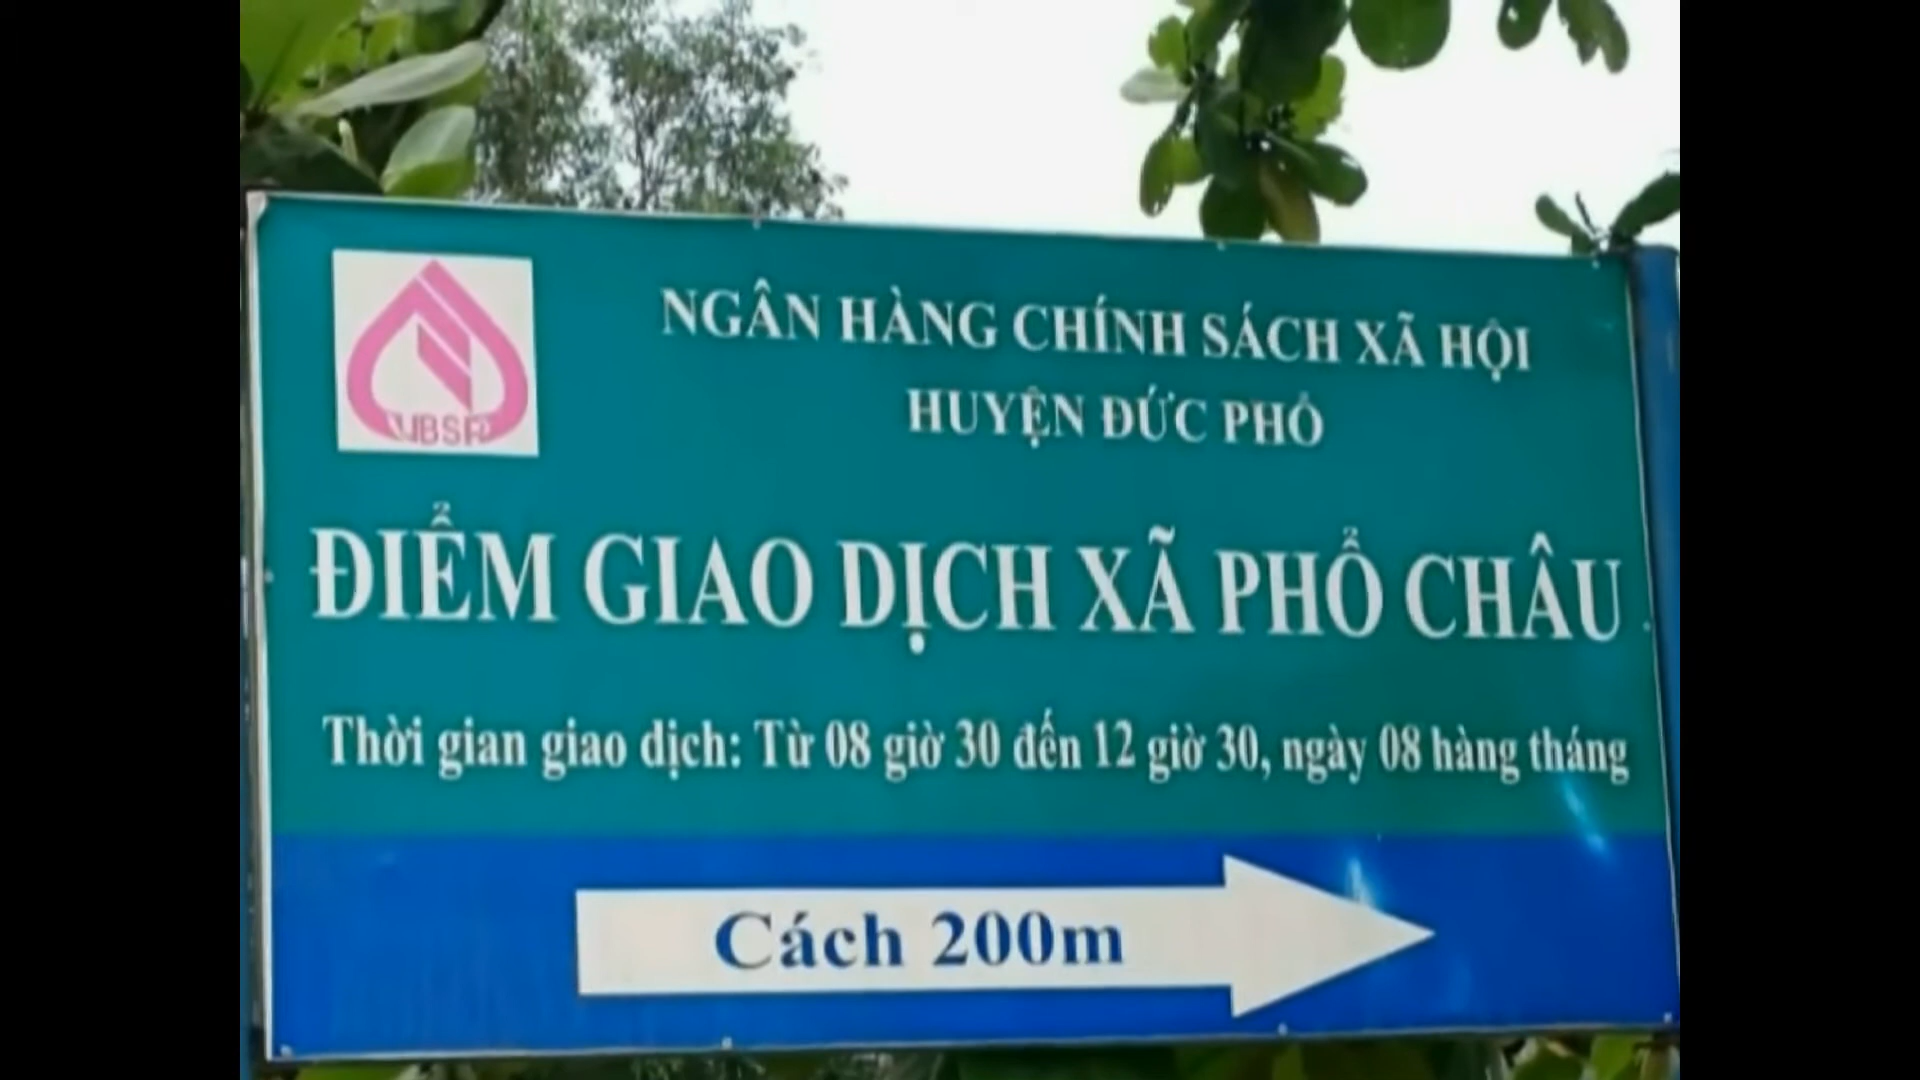 VBSP
NGÂN HÀNG CHÍNH SÁCH XÃ HỘI
HUYỆN ĐỨC PHỔ
ĐIỂM GIAO DỊCH XÃ PHỔ CHÂU
Thời gian giao dịch: Từ 08 giờ 30 đến 12 giờ 30, ngày 08 hàng tháng
Cách 200m